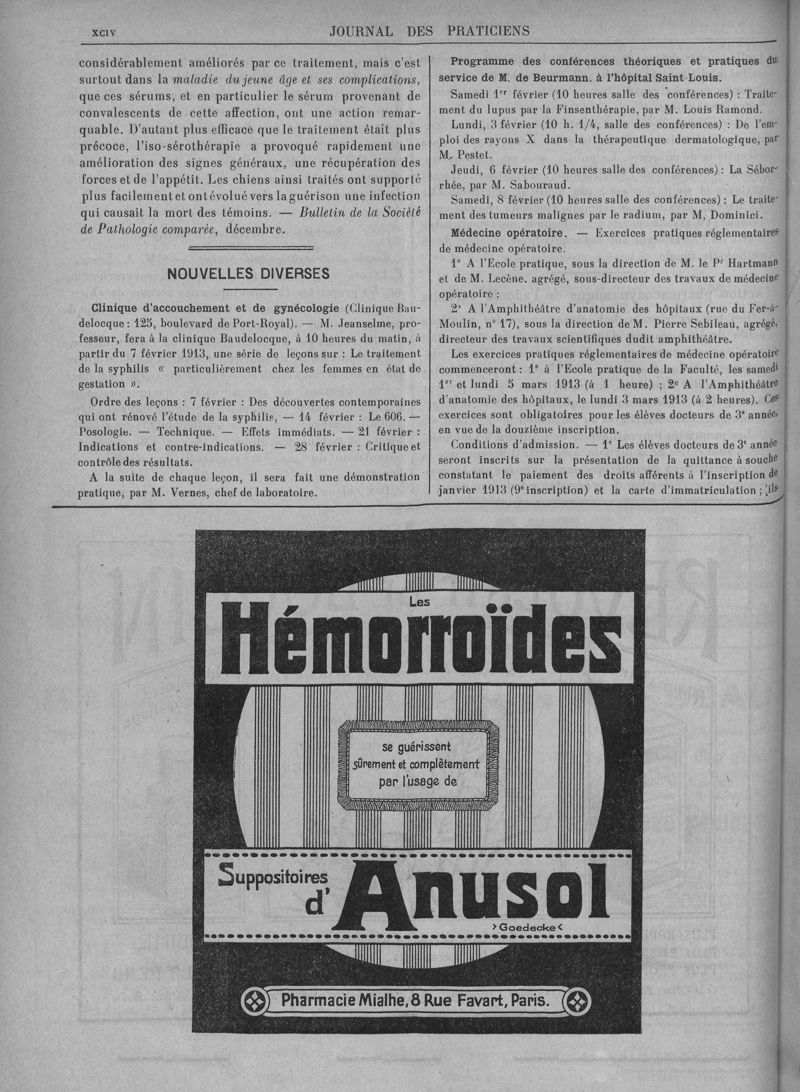 XCIV
JOURNAL DES PRATICIENS
considérablement améliorés par ce traitement, mais c'est
surtout dans la maladie du jeune âge et ses complications,
que ces sérums, et en particulier le sérum provenant de
convalescents de cette affection, ont une action remar-
quable. D'autant plus efficace que le traitement était plus
précoce, l'iso-sérothérapie a provoqué rapidement une
amélioration des signes généraux, une récupération des
forces et de l'appétit. Les chiens ainsi traités ont supporté
plus facilement et ont évolué vers la guérison une infection
qui causait la mort des témoins. — Bulletin de la Société
de Pathologie comparée, décembre.
NOUVELLES DIVERSES
Clinique d'accouchement et de gynécologie (Clinique Bau-
delocque : 125, boulevard de Port-Royal). — M. Jeanselme, pro-
fesseur, fera à la clinique Baudelocque, à 10 heures du matin, à
partir du 7 février 1913, une série de leçons sur : Le traitement
de la syphilis « particulièrement chez les femmes en état de
gestation ».
Ordre des leçons : 7 février : Des découvertes contemporaines
qui ont rénové l'étude de la syphilis, — 14 février : Le 606. —
Posologie. — Technique. — Effets immédiats. — 21 février :
Indications et contre-indications. — 28 février : Critique et
contrôle des résultats.
A la suite de chaque leçon, il sera fait une démonstration
pratique, par M. Vernes, chef de laboratoire.
Programme des conférences théoriques et pratiques du
service de M. de Beurmann. à l'hôpital Saint-Louis.
Samedi 1er février (10 heures salle des conférences) : Traite-
ment du lupus par la Finsenthérapie, par M. Louis Ramond.
Lundi, 3 février (10 h. 1/4, salle des conférences) : De l'em-
ploi des rayons X dans la thérapeutique dermatologique, par
M. Pestet.
Jeudi, 6 février (10 heures salle des conférences) : La Sébor-
rhée, par M. Sabouraud.
Samedi, 8 février (10 heures salle des conférences) : Le traite-
ment des tumeurs malignes par le radium, par M, Dominici.
Médecine opératoire. — Exercices pratiques réglementaires
de médecine opératoire.
1° A l'Ecole pratique, sous la direction de M. le Pr Hartmann
et de M. Lecène. agrégé, sous-directeur des travaux de médecine
opératoire ;
2° A l'Amphithéâtre d'anatomie des hôpitaux (rue du Fer-à-
Moulin, n° 17), sous la direction de M. Pierre Sebileau, agrégé,
directeur des travaux scientifiques dudit amphithéâtre.
Les exercices pratiques réglementaires de médecine opératoire
commenceront : 1° à l'Ecole pratique de la Faculté, les samedi
1er et lundi 3 mars 1913 (à 1 heure) ; 2e A l'Amphithéâtre
d'anatomie des hôpitaux, le lundi 3 mars 1913 (à 2 heures). Ces
exercices sont obligatoires pour les élèves docteurs de 3e année,
en vue de la douzième inscription.
Conditions d'admission. — 1° Les élèves docteurs de 3e année
seront inscrits sur la présentation de la quittance à souche
constatant le paiement des droits afférents à l'inscription de
janvier 1913 (9e inscription) et la carte d'immatriculation ; ils
Les
Hémorroïdes
se guérissent
sûrement et complètement
par l'usage de
Suppositoires
d'Anusol
>Goedecke<
Pharmacie Mialhe, 8 Rue Favart, Paris.